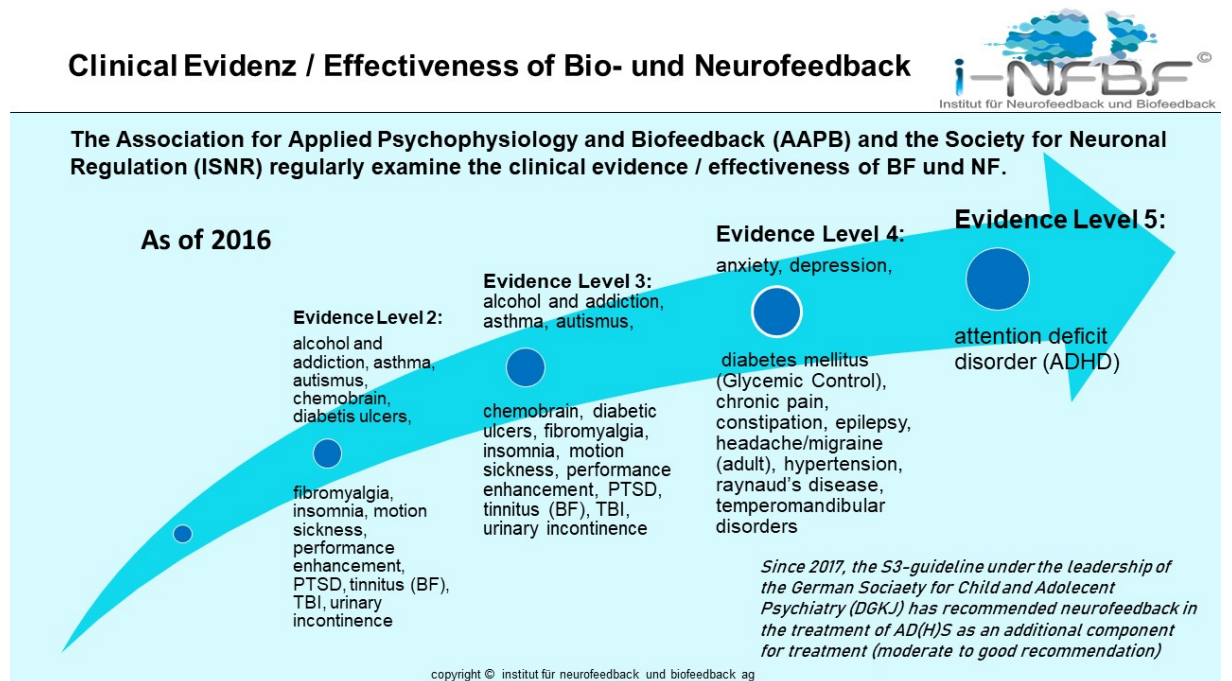 Clinical Evidenz / Effectiveness of Bio- und Neurofeedback
i-NFBF©
Institut für Neurofeedback und Biofeedback
The Association for Applied Psychophysiology and Biofeedback (AAPB) and the Society for Neuronal
Regulation (ISNR) regularly examine the clinical evidence / effectiveness of BF und NF.
As of 2016
Evidence Level 2:
alcohol and
addiction, asthma,
autismus,
chemobrain,
diabetis ulcers,
fibromyalgia,
insomnia, motion
sickness,
performance
enhancement,
PTSD, tinnitus (BF),
TBI, urinary
incontinence
Evidence Level 3:
alcohol and addiction,
asthma, autismus,
chemobrain, diabetic
ulcers, fibromyalgia,
insomnia, motion
sickness, performance
enhancement, PTSD,
tinnitus (BF), TBI,
urinary incontinence
Evidence Level 4:
anxiety, depression,
diabetes mellitus
(Glycemic Control),
chronic pain,
constipation, epilepsy,
headache/migraine
(adult), hypertension,
raynaud's disease,
temperomandibular
disorders
Evidence Level 5:
attention deficit
disorder (ADHD)
Since 2017, the S3-guideline under the leadership of
the German Sociaety for Child and Adolecent
Psychiatry (DGKJ) has recommended neurofeedback in
the treatment of AD(H)S as an additional component
for treatment (moderate to good recommendation)
copyright © institut für neurofeedback und biofeedback ag